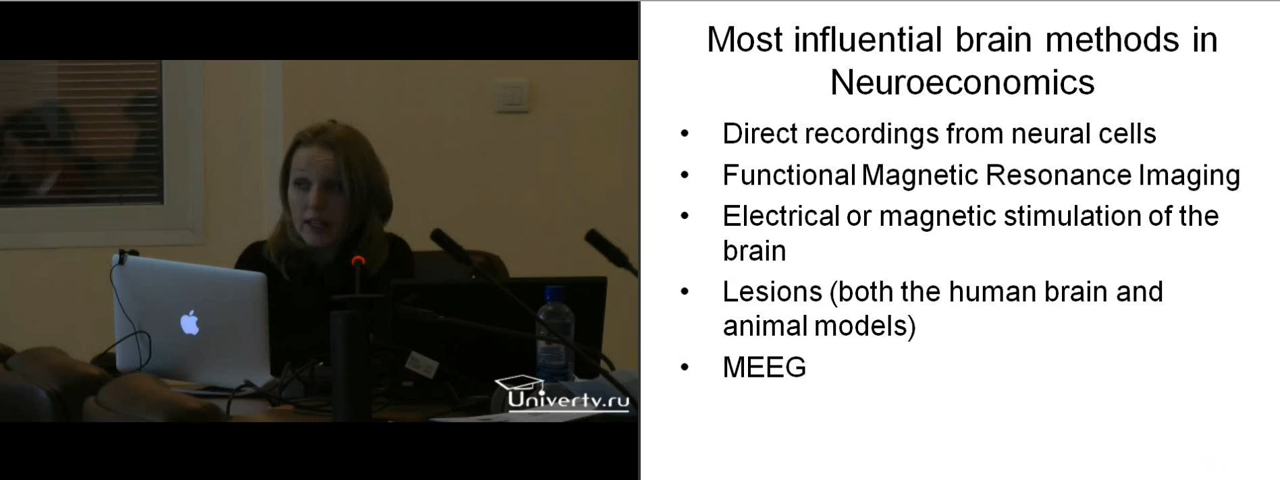 Most influential brain methods in
Neuroeconomics
• Direct recordings from neural cells
• Functional Magnetic Resonance Imaging
• Electrical or magnetic stimulation of the
brain
• Lesions (both the human brain and
animal models)
• MEEG
Univertv.ru